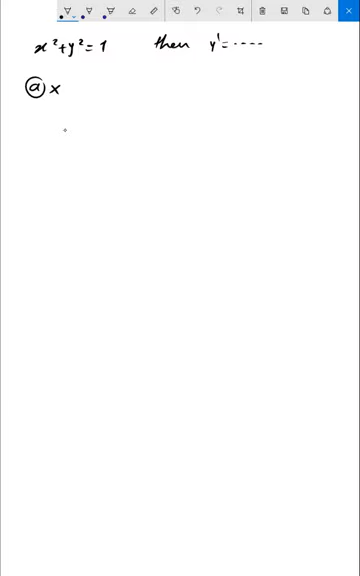 x²+y²=1 then y'=----
ⓐ x